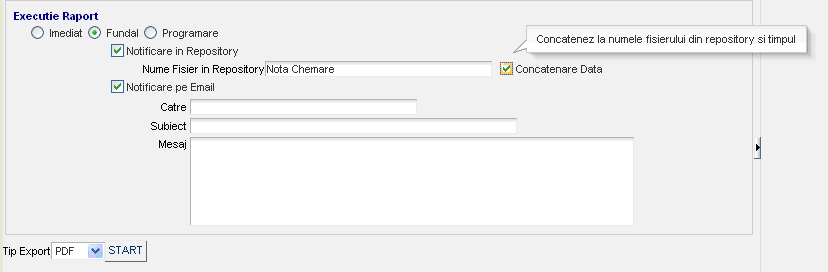 Executie Raport
Imediat Fundal Programare
Notificare in Repository
Concatenez la numele fisierului din repository si timpul
Nume Fisier in Repository Nota Chemare Concatenare Data
Notificare pe Email
Catre
Subiect
Mesaj
Tip Export PDF START